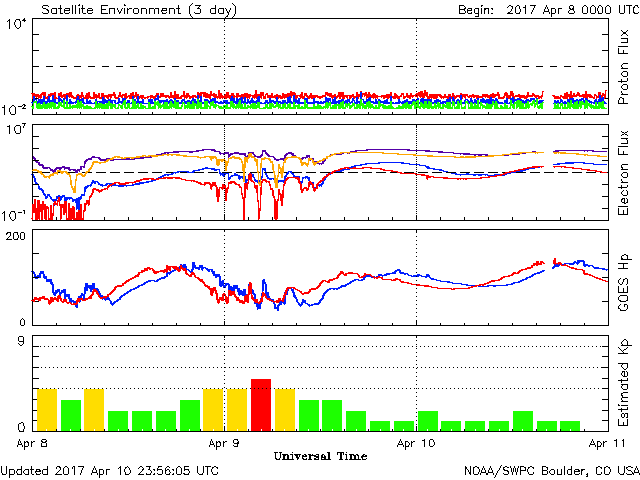 Satellite Environment (3 day) Begin: 2017 Apr 8 0000 UTC
10^4
10^-2
Proton Flux
10^7
10^-1
Electron Flux
200
0
GOES Hp
9
0
Estimated Kp
Apr 8 Apr 9 Apr 10 Apr 11
Universal Time
Updated 2017 Apr 10 23:56:05 UTC NOAA/SWPC Boulder, CO USA